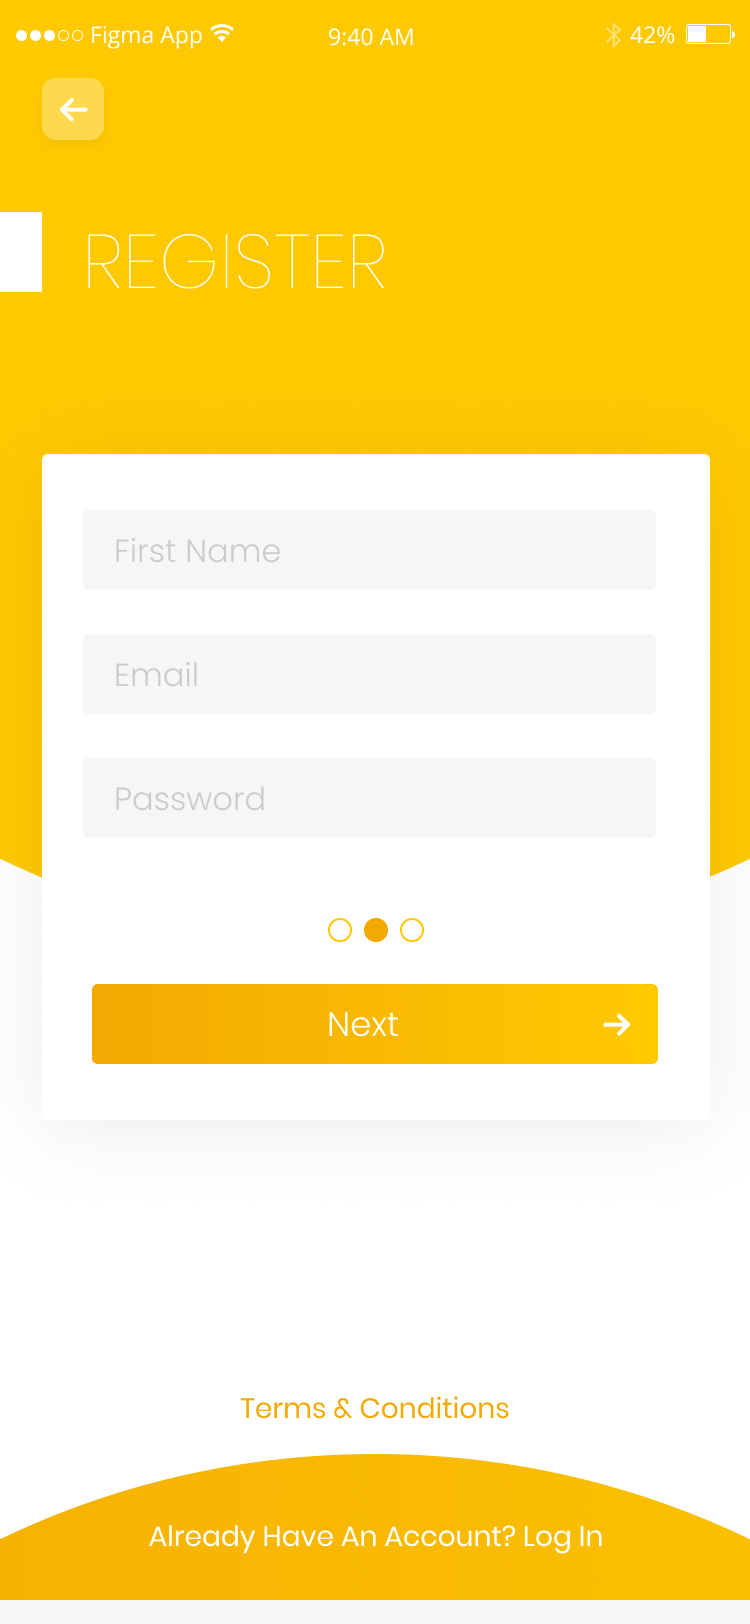 Figma App 9:40 AM 42%
REGISTER
First Name
Email
Password
Next
Terms & Conditions
Already Have An Account? Log In